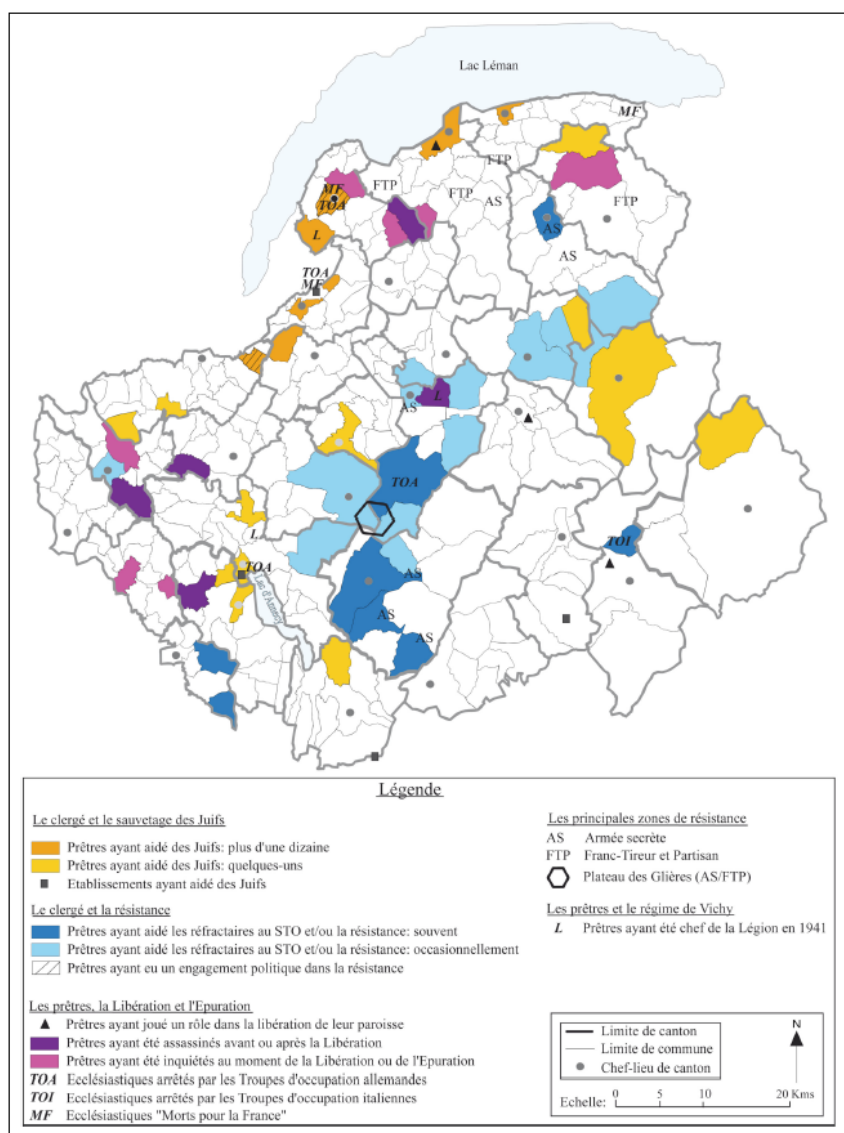 Lac Léman
MF
FTP
MF
TOA
FTP
FTP
AS
FTP
AS
L
AS
TOA
MF
AS
L
TOA
L
TOI
TOA
Lac d'Annecy
AS
AS
AS
Légende
Le clergé et le sauvetage des Juifs
Prêtres ayant aidé des Juifs: plus d'une dizaine
Prêtres ayant aidé des Juifs: quelques-uns
Etablissements ayant aidé des Juifs
Le clergé et la résistance
Prêtres ayant aidé les réfractaires au STO et/ou la résistance: souvent
Prêtres ayant aidé les réfractaires au STO et/ou la résistance: occasionnellement
Prêtres ayant eu un engagement politique dans la résistance
Les prêtres, la Libération et l'Epuration
Prêtres ayant joué un rôle dans la libération de leur paroisse
Prêtres ayant été assassinés avant ou après la Libération
Prêtres ayant été inquiétés au moment de la Libération ou de l'Epuration
TOA Ecclésiastiques arrêtés par les Troupes d'occupation allemandes
TOI Ecclésiastiques arrêtés par les Troupes d'occupation italiennes
MF Ecclésiastiques "Morts pour la France"
Les principales zones de résistance
AS Armée secrète
FTP Franc-Tireur et Partisan
Plateau des Glières (AS/FTP)
Les prêtres et le régime de Vichy
L Prêtres ayant été chef de la Légion en 1941
Limite de canton
Limite de commune
Chef-lieu de canton
N
Echelle: 0 5 10 20 Kms